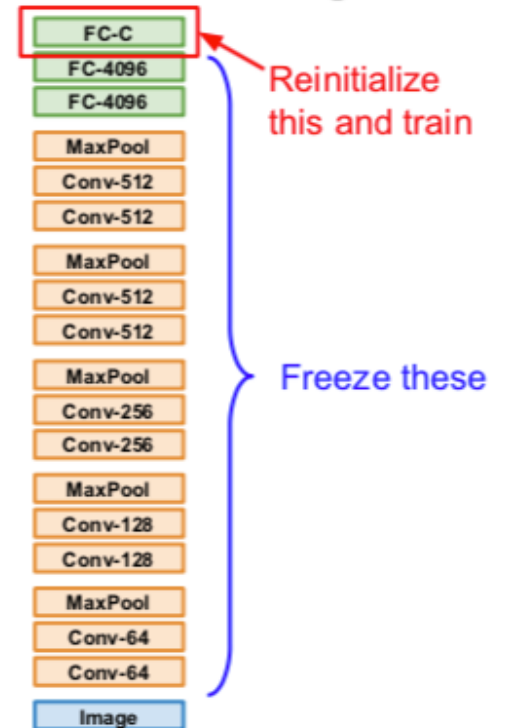 FC-C
FC-4096
FC-4096
Reinitialize
this and train
MaxPool
Conv-512
Conv-512
MaxPool
Conv-512
Conv-512
MaxPool
Conv-256
Conv-256
Freeze these
MaxPool
Conv-128
Conv-128
MaxPool
Conv-64
Conv-64
Image